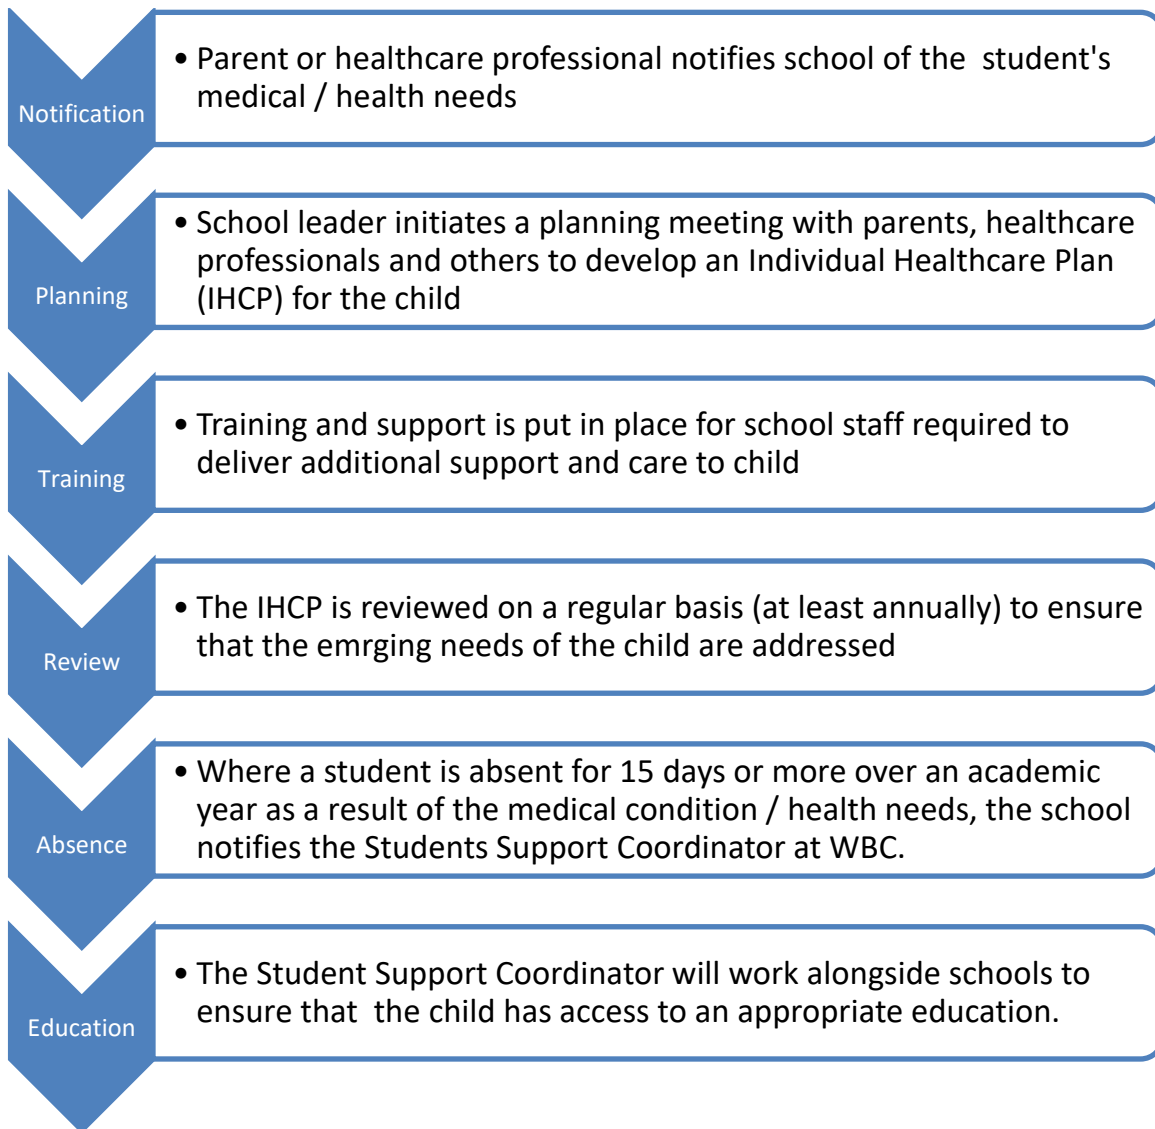 Notification
• Parent or healthcare professional notifies school of the  student's
medical / health needs
Planning
• School leader initiates a planning meeting with parents, healthcare
professionals and others to develop an Individual Healthcare Plan
(IHCP) for the child
Training
• Training and support is put in place for school staff required to
deliver additional support and care to child
Review
• The IHCP is reviewed on a regular basis (at least annually) to ensure
that the emrging needs of the child are addressed
Absence
• Where a student is absent for 15 days or more over an academic
year as a result of the medical condition / health needs, the school
notifies the Students Support Coordinator at WBC.
Education
• The Student Support Coordinator will work alongside schools to
ensure that  the child has access to an appropriate education.